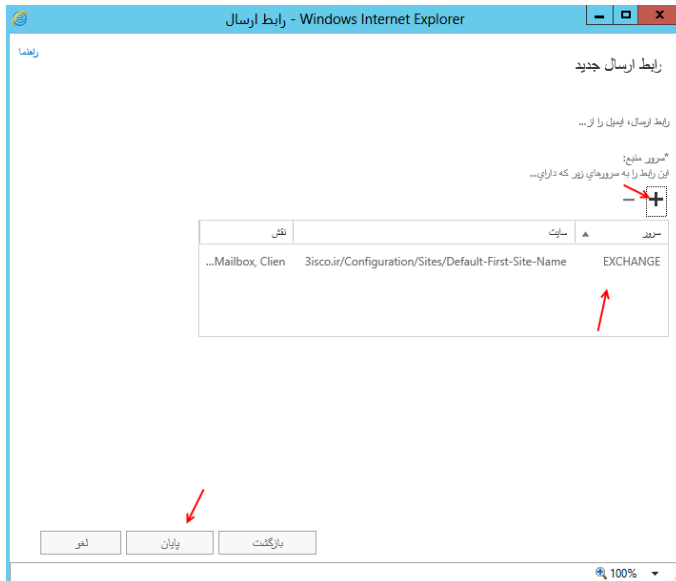 رابط ارسال - Windows Internet Explorer
راهنما
رابط ارسال جدید
رابط ارسال، ایمیل را از ...
*سرور منبع:
این رابط را به سرورهاي زیر که داراي...
سرور سایت نقش
EXCHANGE 3isco.ir/Configuration/Sites/Default-First-Site-Name Mailbox, Clien...
بازگشت پایان لغو
100%